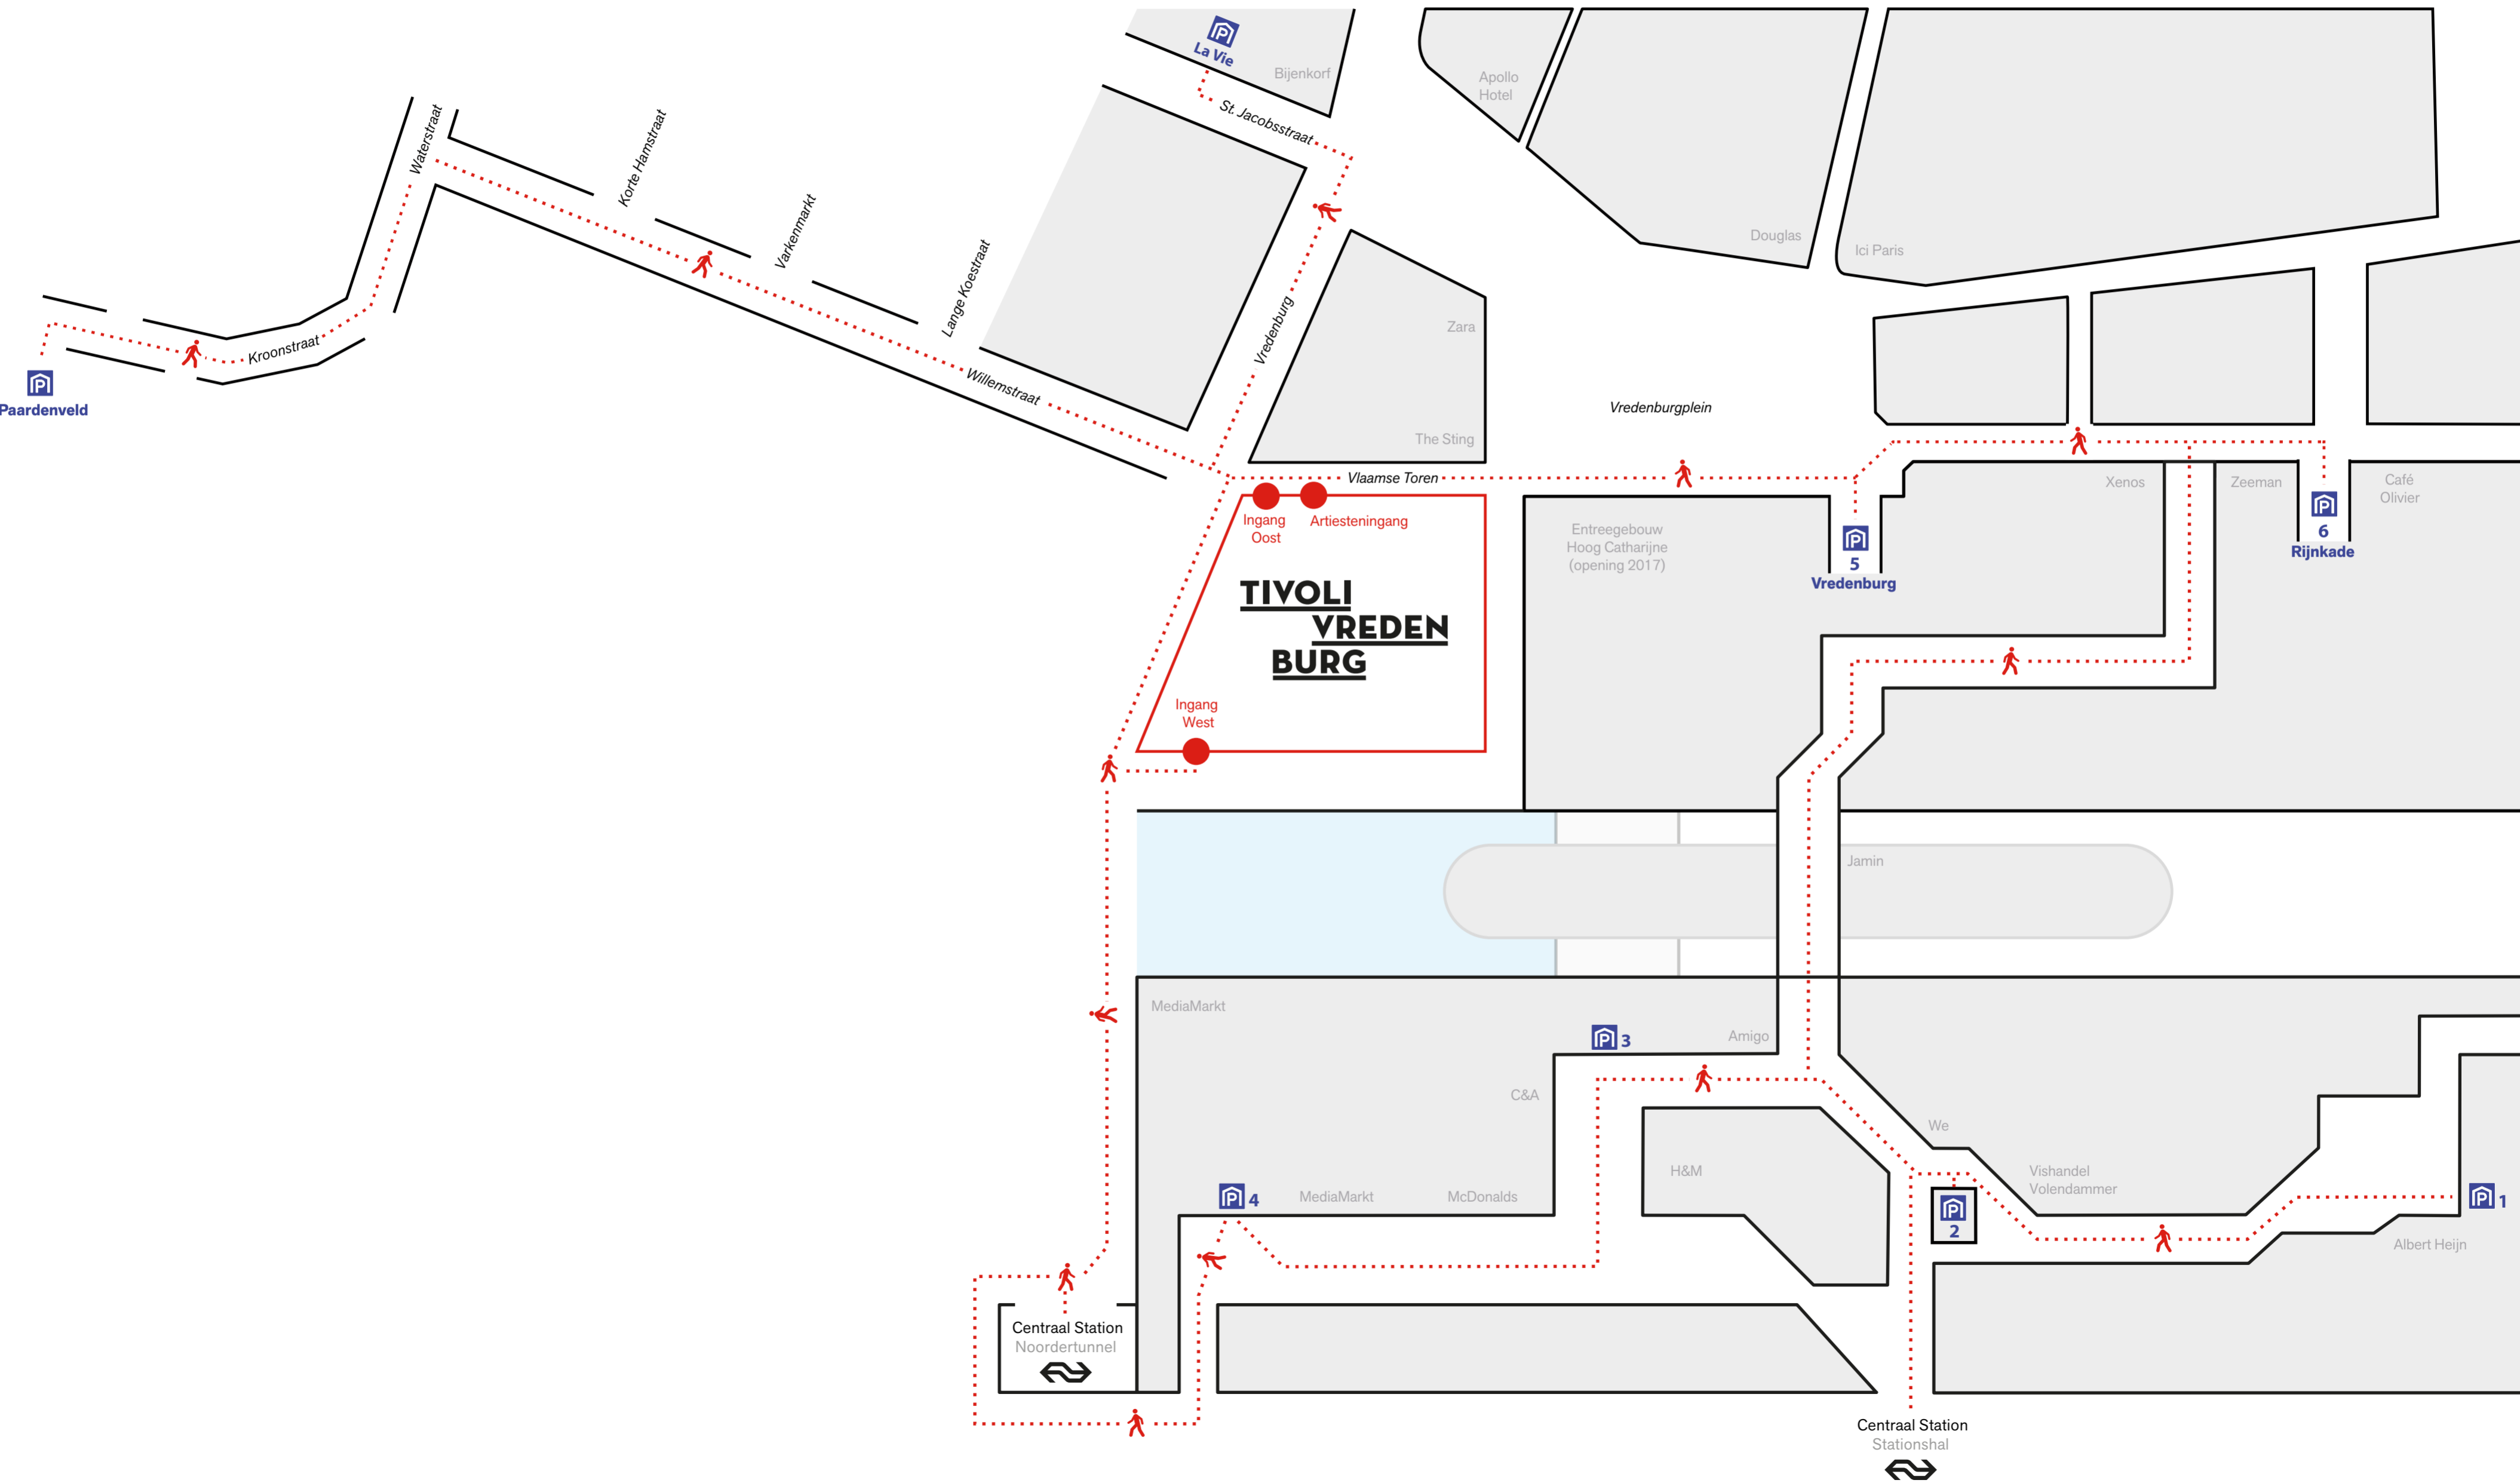 La Vie
Bijenkorf
Apollo
Hotel
St. Jacobsstraat
Waterstraat
Korte Hamstraat
Varkenmarkt
Lange Koestraat
Douglas
Ici Paris
Vredenburg
Zara
Kroonstraat
Willemstraat
Paardenveld
Vredenburgplein
The Sting
Vlaamse Toren
Xenos
Zeeman
Café
Olivier
Ingang
Oost
Artiesteningang
Entreegebouw
Hoog Catharijne
(opening 2017)
5
Vredenburg
6
Rijnkade
TIVOLI
VREDEN
BURG
Ingang
West
Jamin
MediaMarkt
3
Amigo
C&A
We
H&M
Vishandel
Volendammer
4
MediaMarkt
McDonalds
2
1
Albert Heijn
Centraal Station
Noordertunnel
Centraal Station
Stationshal